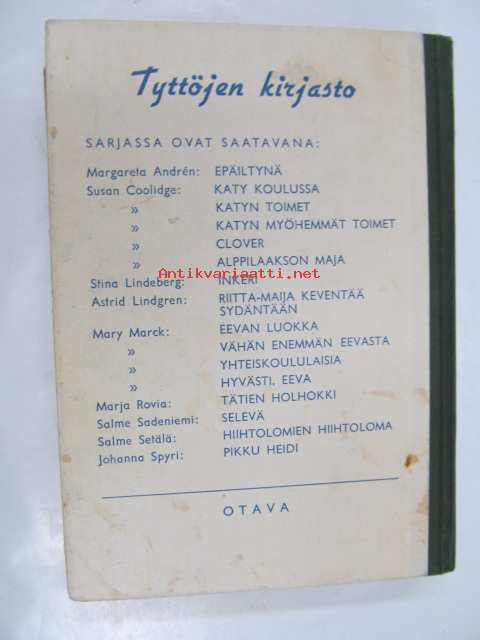 Tyttöjen kirjasto
SARJASSA OVAT SAATAVANA:
Margareta Andrén: EPÄILTYNÄ
Susan Coolidge: KATY KOULUSSA
» KATYN TOIMET
» KATYN MYÖHEMMÄT TOIMET
» CLOVER
» ALPPILAAKSON MAJA
Antikvariaatti.net
Stina Lindeberg: INKERI
Astrid Lindgren: RIITTA-MAIJA KEVENTÄÄ
SYDÄNTÄÄN
Mary Marck: EEVAN LUOKKA
» VÄHÄN ENEMMÄN EEVASTA
» YHTEISKOULULAISIA
» HYVÄSTI, EEVA
Marja Rovia: TÄTIEN HOLHOKKI
Salme Sadeniemi: SELEVÄ
Salme Setälä: HIIHTOLOMIEN HIIHTOLOMA
Johanna Spyri: PIKKU HEIDI
OTAVA